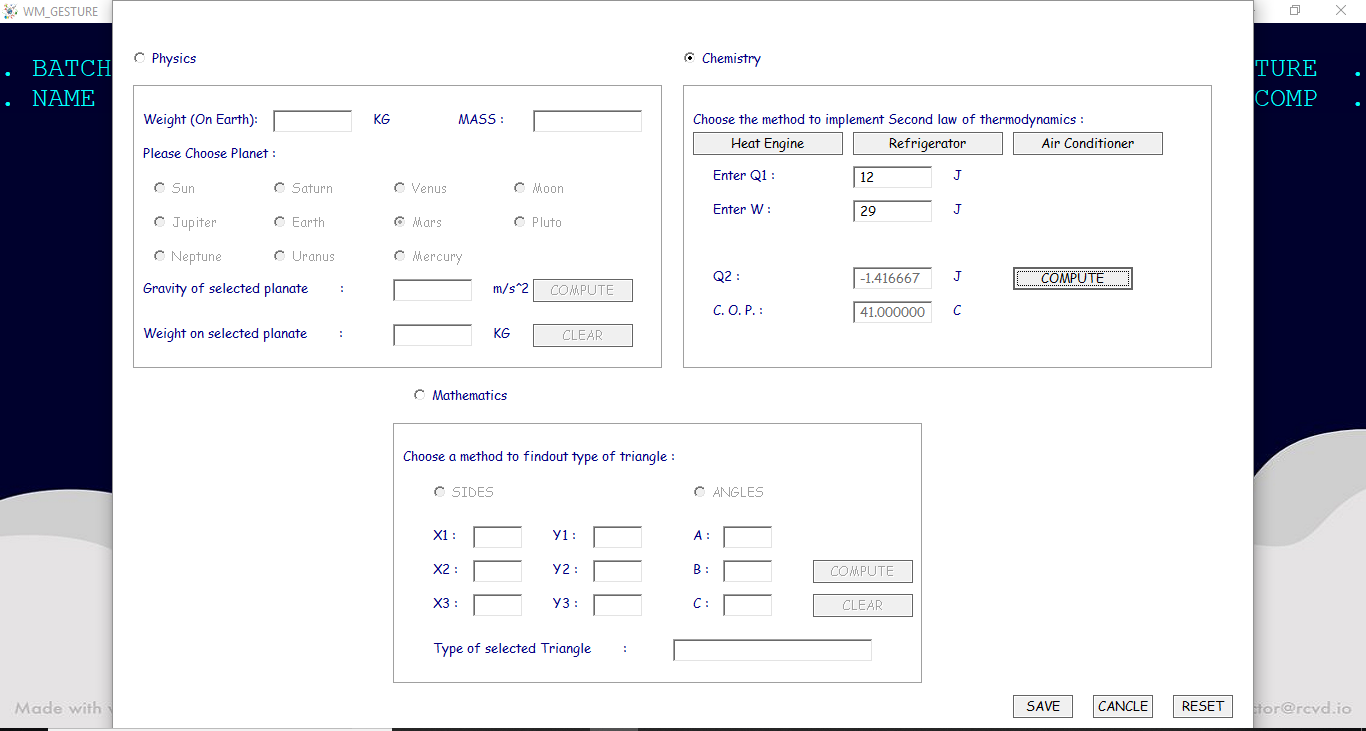 WM_GESTURE
. BATCH
TURE .
. NAME
COMP .
Physics
Chemistry
Weight (On Earth): KG MASS :
Please Choose Planet :
Sun Saturn Venus Moon
Jupiter Earth Mars Pluto
Neptune Uranus Mercury
Gravity of selected planate : m/s^2 COMPUTE
Weight on selected planate : KG CLEAR
Choose the method to implement Second law of thermodynamics :
Heat Engine Refrigerator Air Conditioner
Enter Q1 : 12 J
Enter W : 29 J
Q2 : -1.416667 J COMPUTE
C. O. P. : 41.000000 C
Mathematics
Choose a method to findout type of triangle :
SIDES ANGLES
X1 : Y1 : A :
X2 : Y2 : B : COMPUTE
X3 : Y3 : C : CLEAR
Type of selected Triangle :
SAVE CANCLE RESET
Made with
ctor@rcvd.io